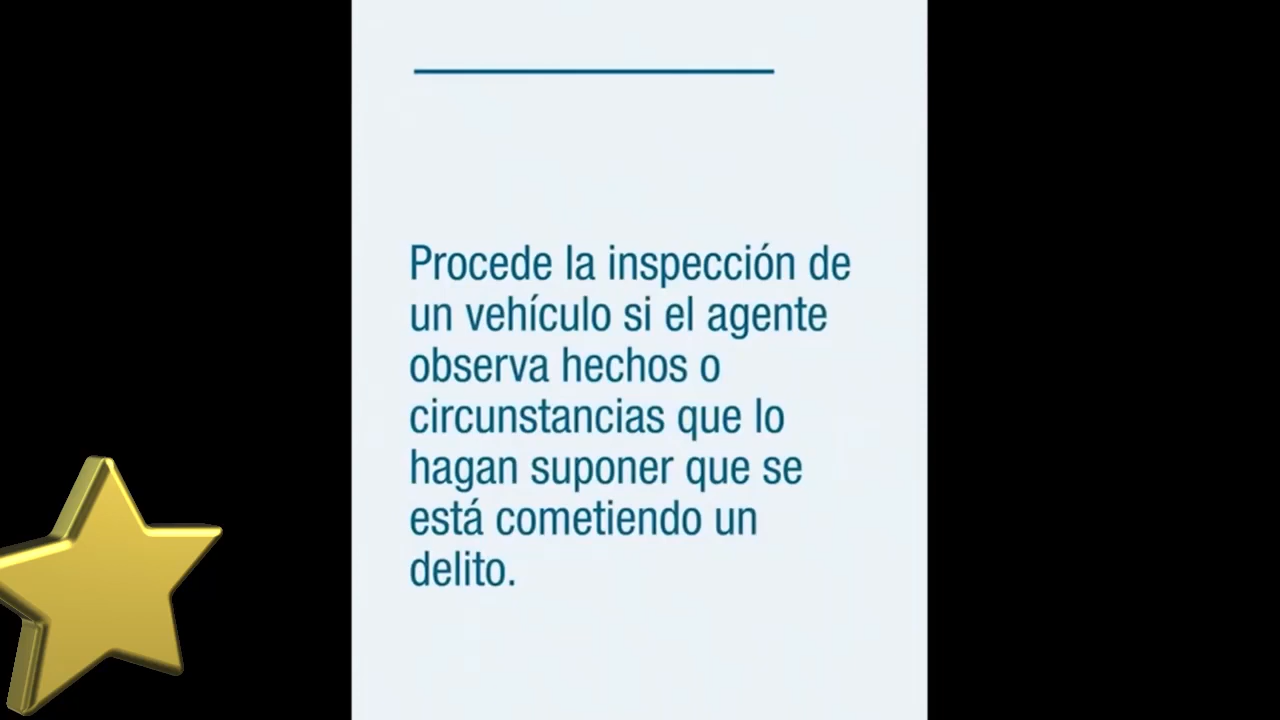 Procede la inspección de
un vehículo si el agente
observa hechos o
circunstancias que lo
hagan suponer que se
está cometiendo un
delito.